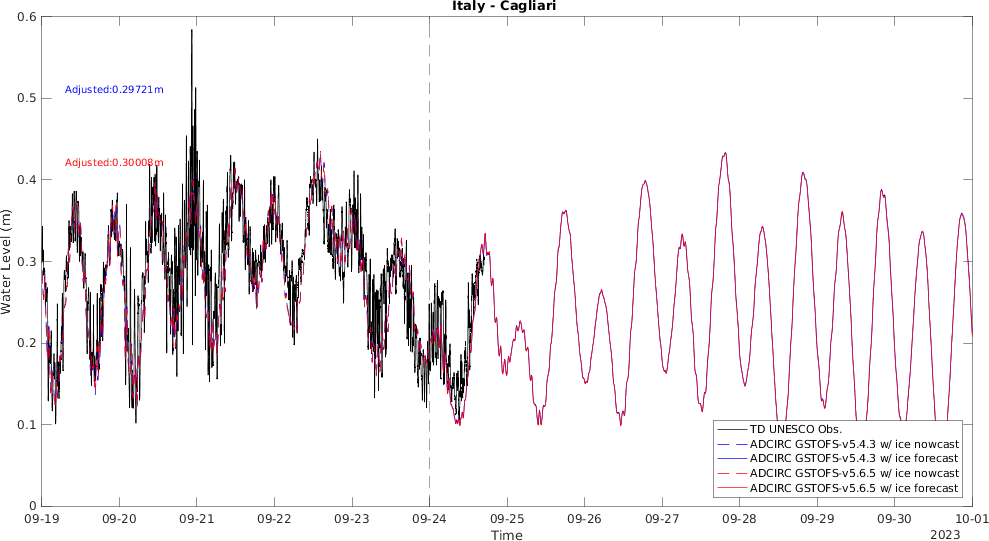 Italy - Cagliari
0.6
0.5
0.4
0.3
0.2
0.1
0
Water Level (m)
Adjusted:0.29721m
Adjusted:0.30008m
TD UNESCO Obs.
ADCIRC GSTOFS-v5.4.3 w/ ice nowcast
ADCIRC GSTOFS-v5.4.3 w/ ice forecast
ADCIRC GSTOFS-v5.6.5 w/ ice nowcast
ADCIRC GSTOFS-v5.6.5 w/ ice forecast
09-19 09-20 09-21 09-22 09-23 09-24 09-25 09-26 09-27 09-28 09-29 09-30 10-01
Time
2023